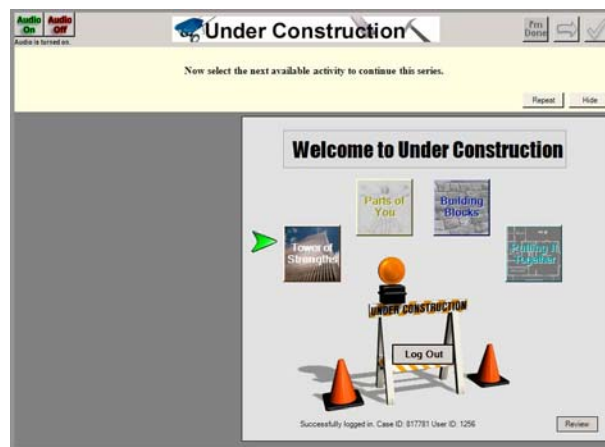 Audio On
Audio Off
Audio is turned on.
Under Construction
I'm Done
Now select the next available activity to continue this series.
Repeat
Hide
Welcome to Under Construction
Parts of You
Building Blocks
Tower of Strengths
Putting It Together
UNDER CONSTRUCTION
Log Out
Successfully logged in. Case ID: 817781 User ID: 1256
Review